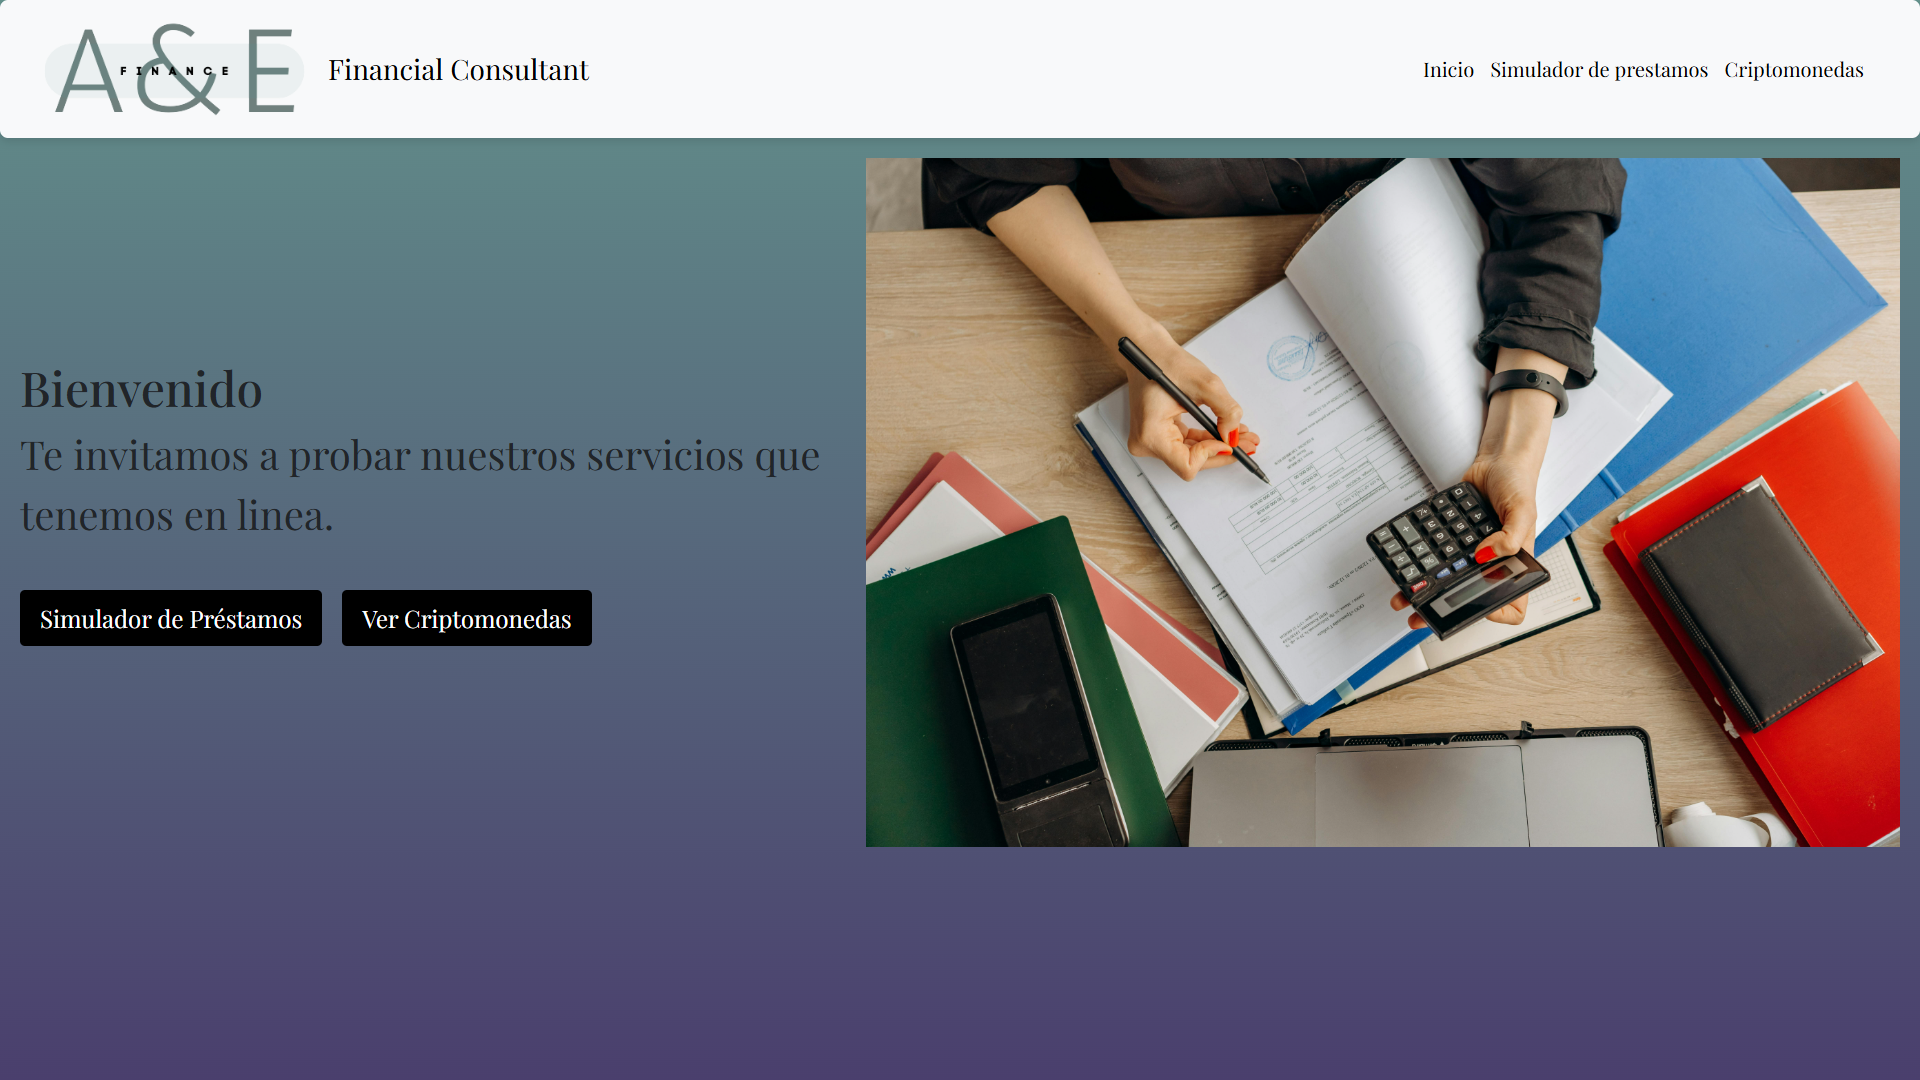 A&E
FINANCE
Financial Consultant
Inicio Simulador de prestamos Criptomonedas
Bienvenido
Te invitamos a probar nuestros servicios que
tenemos en linea.
Simulador de Préstamos Ver Criptomonedas